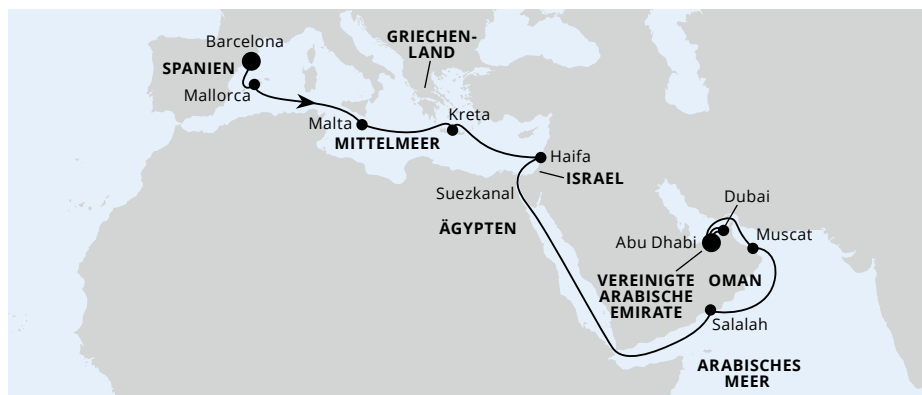 Barcelona
SPANIEN
Mallorca
GRIECHEN-
LAND
Malta
MITTELMEER
Kreta
Haifa
ISRAEL
Suezkanal
ÄGYPTEN
Dubai
Abu Dhabi
Muscat
VEREINIGTE
ARABISCHE
EMIRATE
OMAN
Salalah
ARABISCHES
MEER